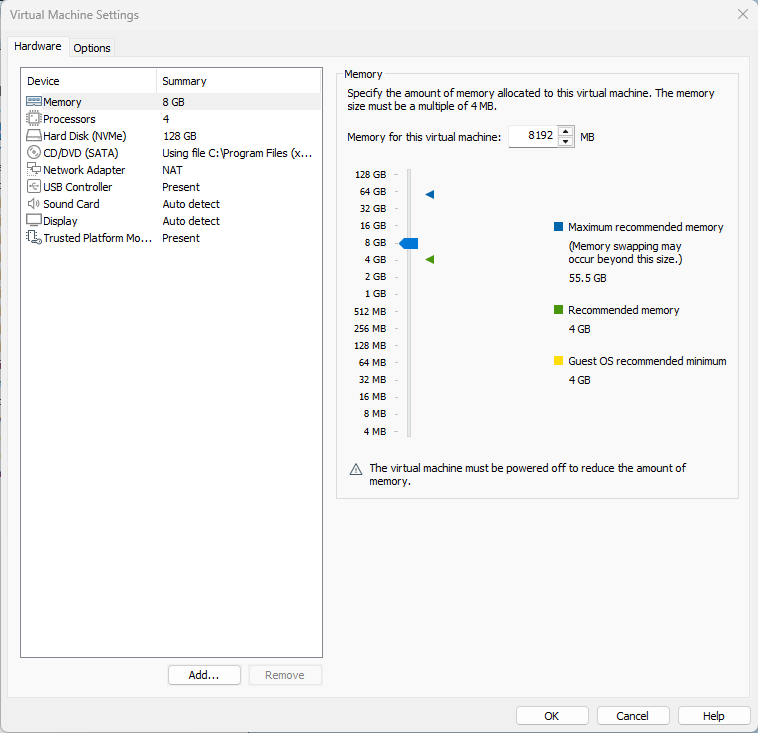 Virtual Machine Settings
Hardware
Options
Device Summary
Memory 8 GB
Processors 4
Hard Disk (NVMe) 128 GB
CD/DVD (SATA) Using file C:\Program Files (x...
Network Adapter NAT
USB Controller Present
Sound Card Auto detect
Display Auto detect
Trusted Platform Mo... Present
Add...
Remove
Memory
Specify the amount of memory allocated to this virtual machine. The memory
size must be a multiple of 4 MB.
Memory for this virtual machine: 8192 MB
128 GB
64 GB
32 GB
16 GB
8 GB
4 GB
2 GB
1 GB
512 MB
256 MB
128 MB
64 MB
32 MB
16 MB
8 MB
4 MB
Maximum recommended memory
(Memory swapping may
occur beyond this size.)
55.5 GB
Recommended memory
4 GB
Guest OS recommended minimum
4 GB
The virtual machine must be powered off to reduce the amount of
memory.
OK
Cancel
Help